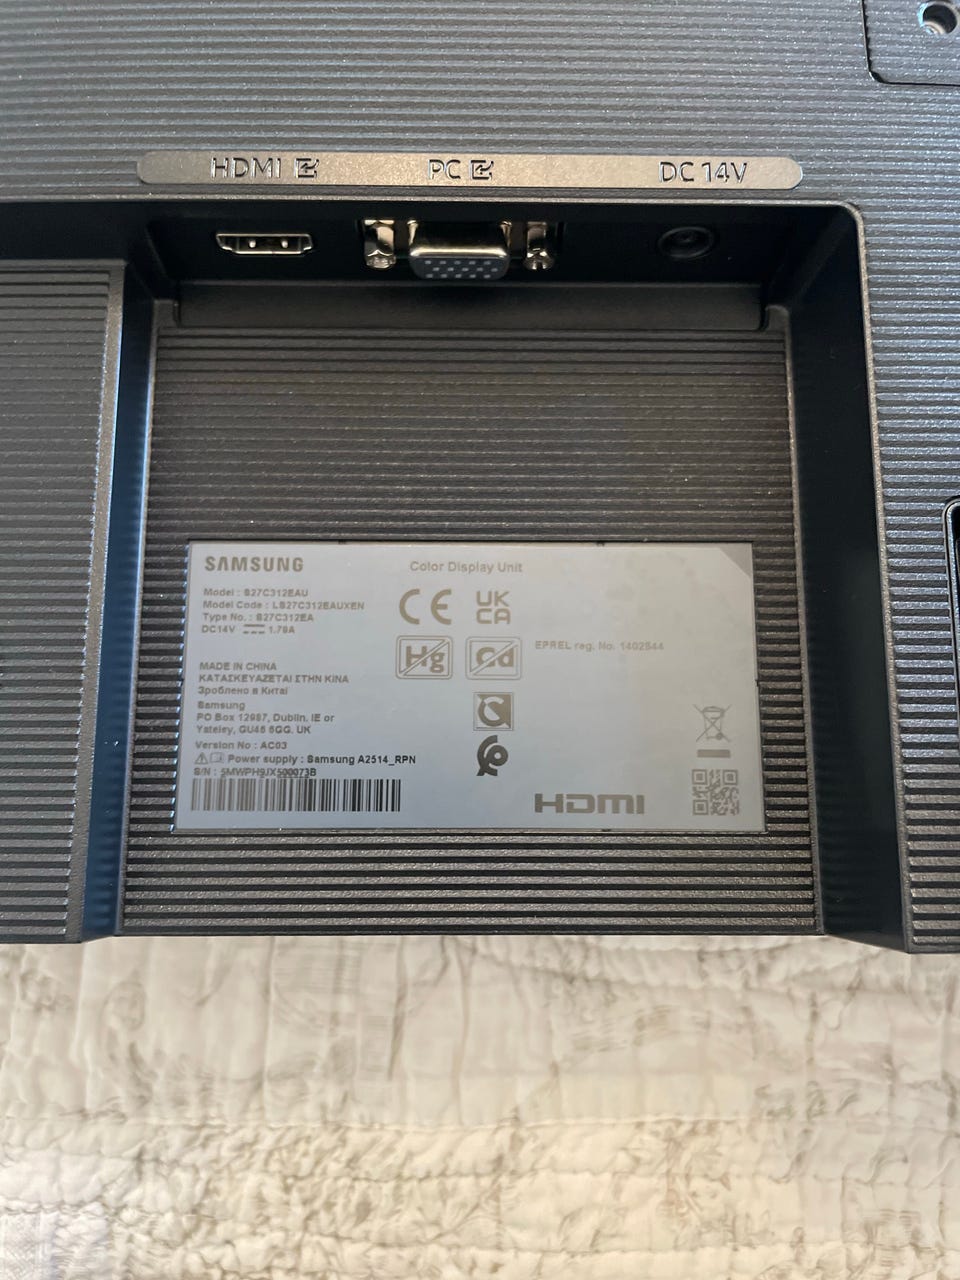 HDMI PC DC 14V
SAMSUNG
Color Display Unit
Model : S27C312EAU
Model Code : LS27C312EAUXEN
Type No. : S27C312EA
DC14V 1.79A
CE UK CA
Hg Cd
EPREL reg. No. 1402544
MADE IN CHINA
ΚΑΤΑΣΚΕΥΑΖΕΤΑΙ ΣΤΗΝ ΚΙΝΑ
Зроблено в Китаї
Samsung
PO Box 12987, Dublin. IE or
Yateley, GU46 6GG. UK
Version No : AC03
Power supply : Samsung A2514_RPN
S/N : 5MWPH9JX500073B
HDMI